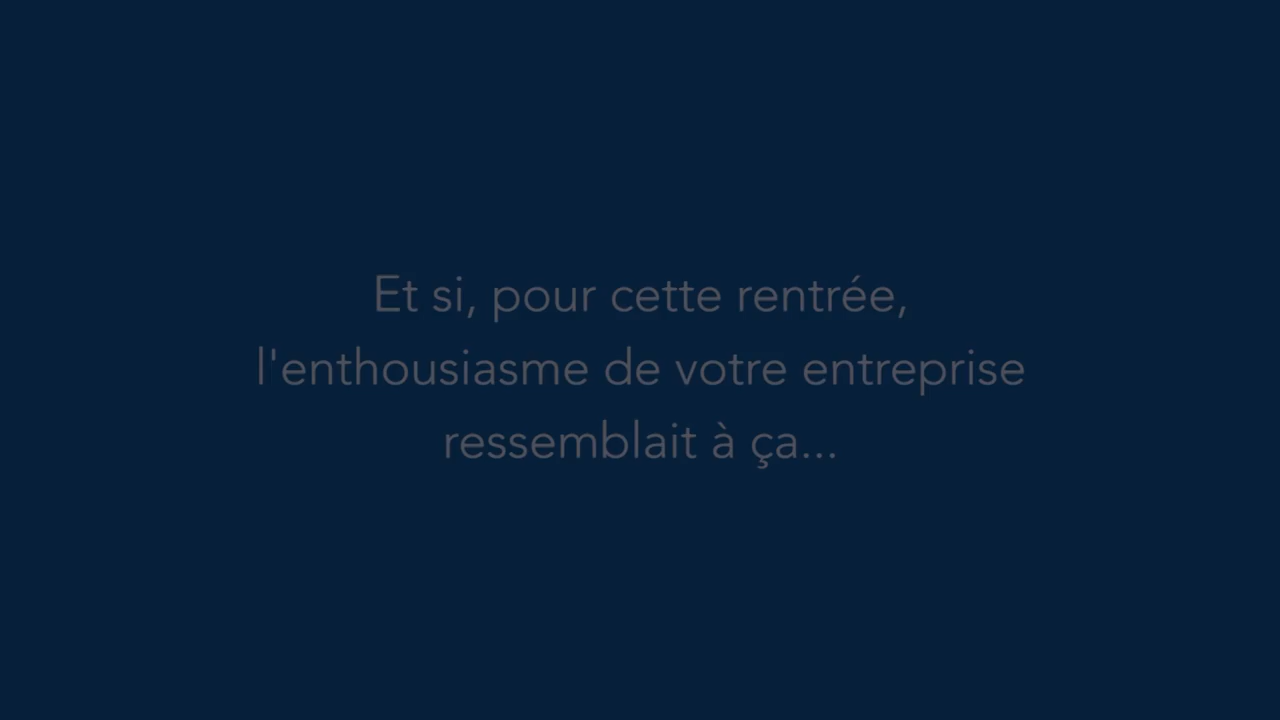 Et si, pour cette rentrée,
l'enthousiasme de votre entreprise
ressemblait à ça...